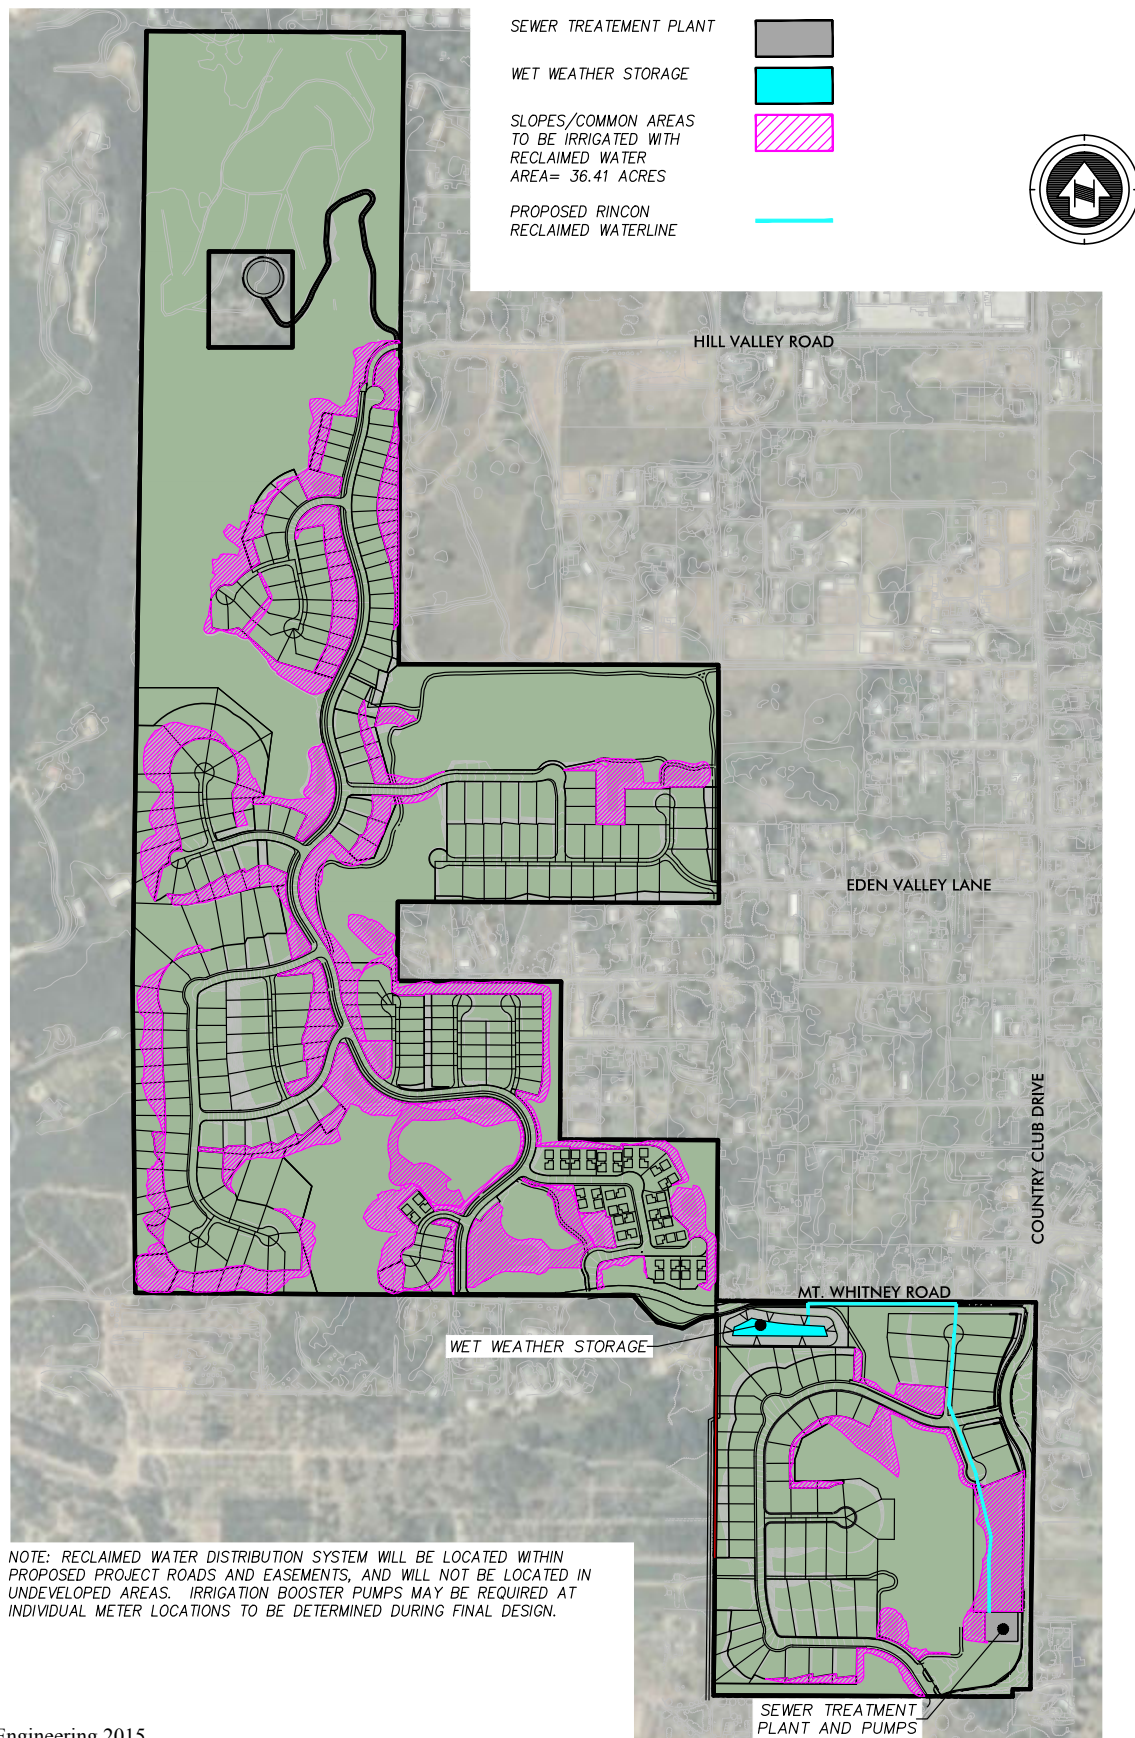 SEWER TREATEMENT PLANT
WET WEATHER STORAGE
SLOPES/COMMON AREAS
TO BE IRRIGATED WITH
RECLAIMED WATER
AREA= 36.41 ACRES
PROPOSED RINCON
RECLAIMED WATERLINE
HILL VALLEY ROAD
EDEN VALLEY LANE
COUNTRY CLUB DRIVE
MT. WHITNEY ROAD
WET WEATHER STORAGE
NOTE: RECLAIMED WATER DISTRIBUTION SYSTEM WILL BE LOCATED WITHIN
PROPOSED PROJECT ROADS AND EASEMENTS, AND WILL NOT BE LOCATED IN
UNDEVELOPED AREAS. IRRIGATION BOOSTER PUMPS MAY BE REQUIRED AT
INDIVIDUAL METER LOCATIONS TO BE DETERMINED DURING FINAL DESIGN.
SEWER TREATMENT
PLANT AND PUMPS
Engineering 2015